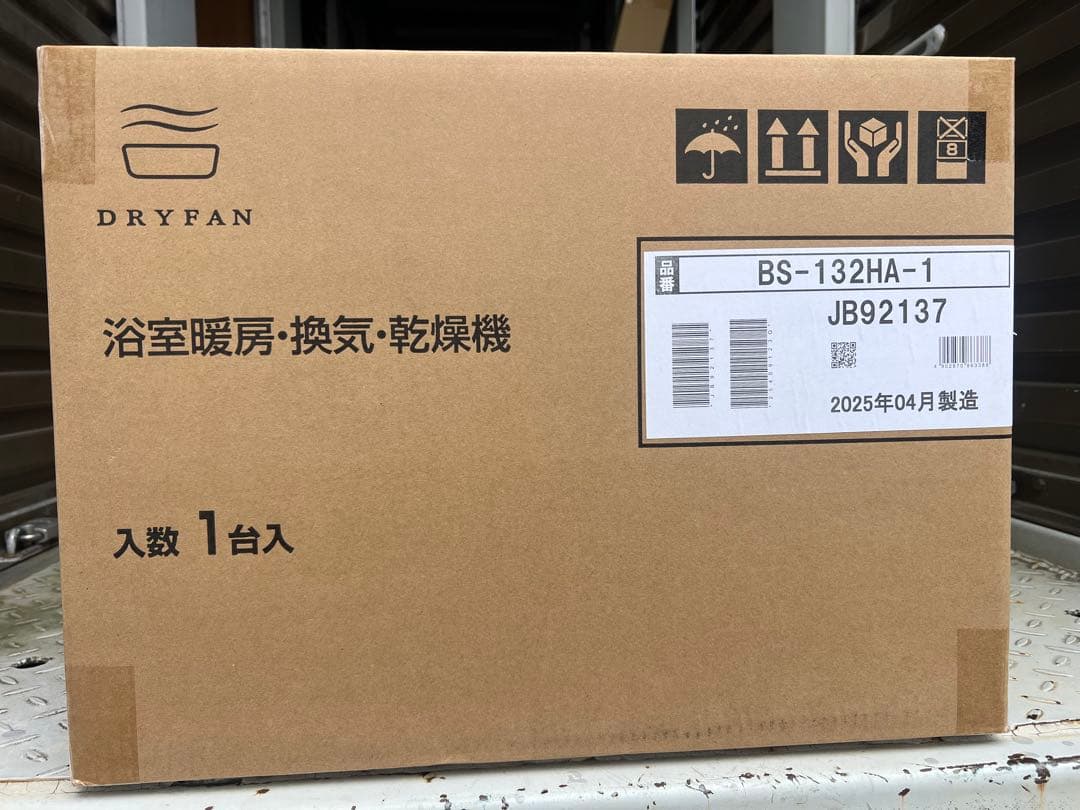 DRYFAN
8
品番 BS-132HA-1
JB92137
浴室暖房・換気・乾燥機
2025年04月製造
入数 1台入